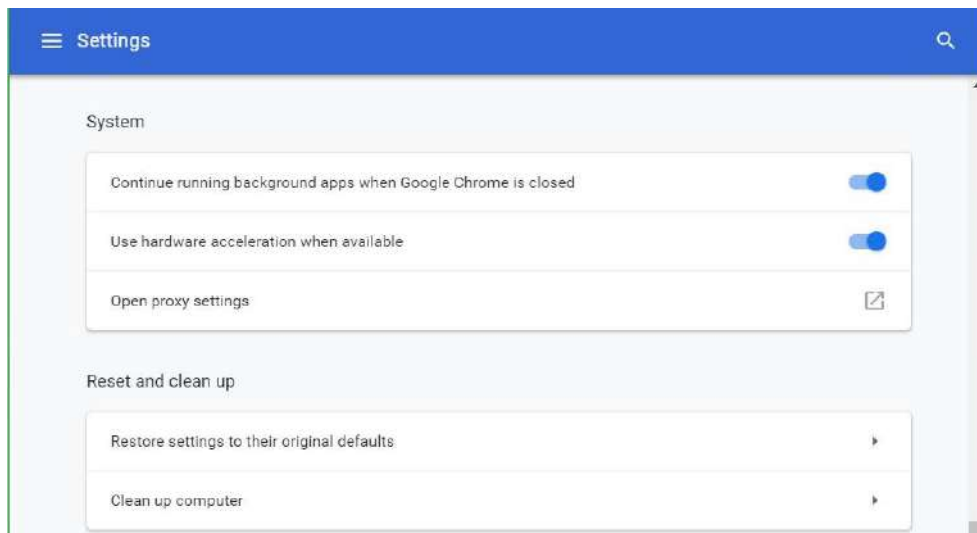 Settings
System
Continue running background apps when Google Chrome is closed
Use hardware acceleration when available
Open proxy settings
Reset and clean up
Restore settings to their original defaults
Clean up computer